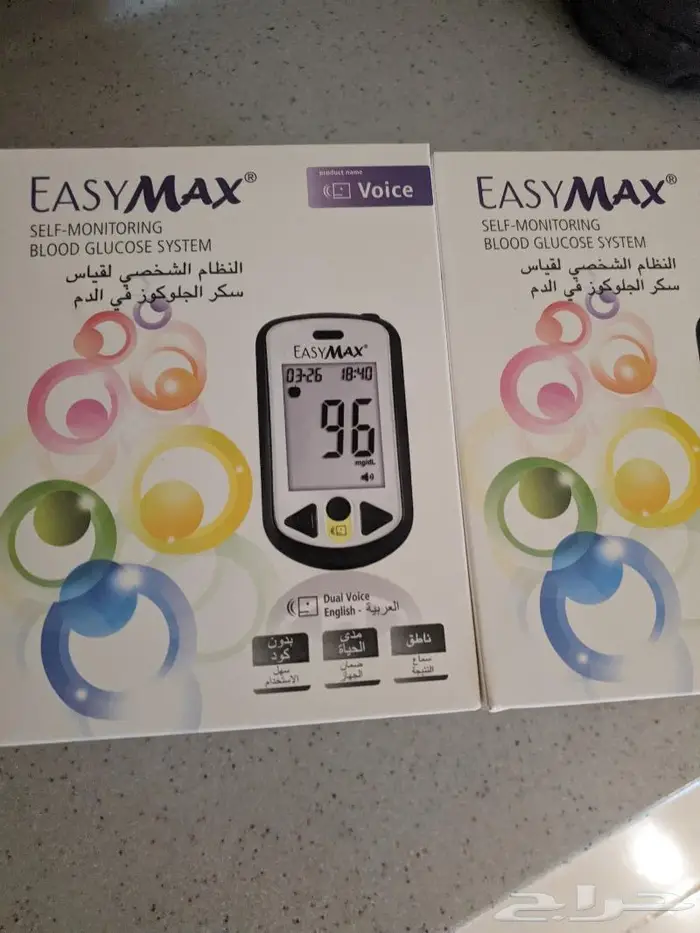 EASYMAX®
SELF-MONITORING
BLOOD GLUCOSE SYSTEM
النظام الشخصي لقياس
سكر الجلوكوز في الدم
product name
Voice
EASYMAX®
03-26 18:40
96
mg/dL
Dual Voice
English - العربية
ناطق
سماع
النتيجة
مدى
الحياة
ضمان
الجهاز
بدون
كود
سهل
الاستخدام
EASYMAX®
SELF-MONITORING
BLOOD GLUCOSE SYSTEM
النظام الشخصي لقياس
سكر الجلوكوز في الدم
حراج